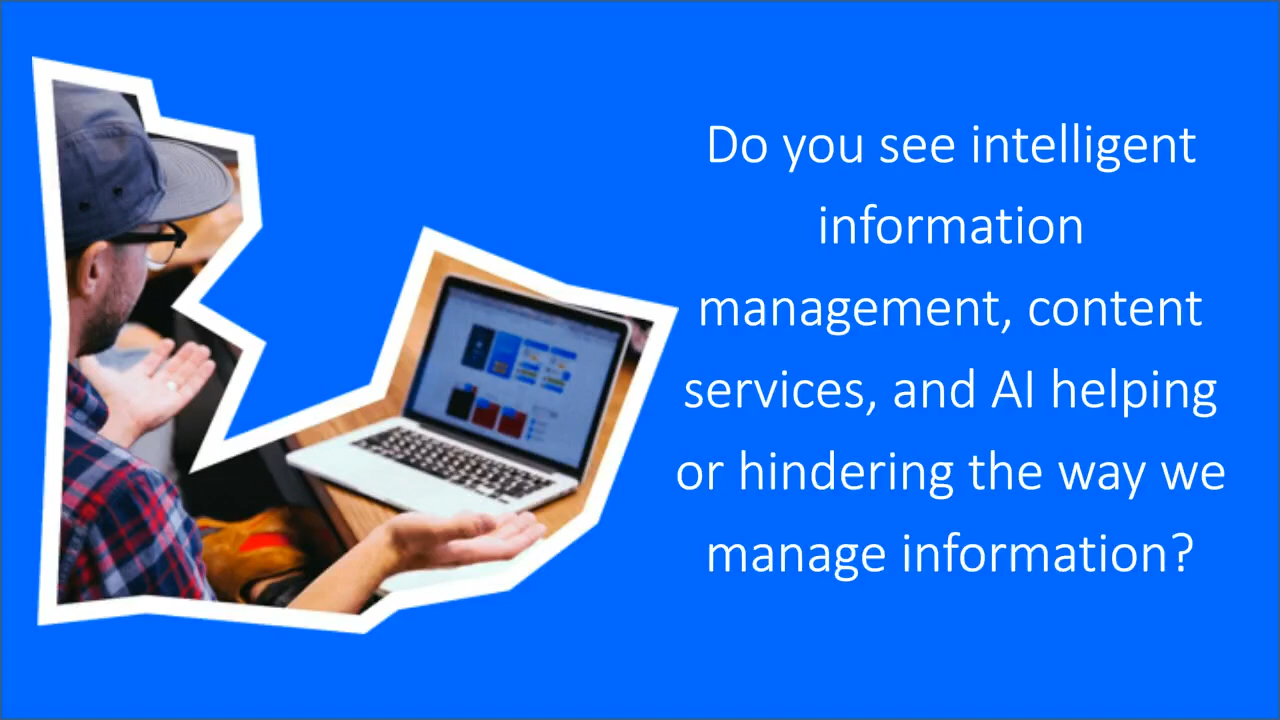 Do you see intelligent
information
management, content
services, and AI helping
or hindering the way we
manage information?